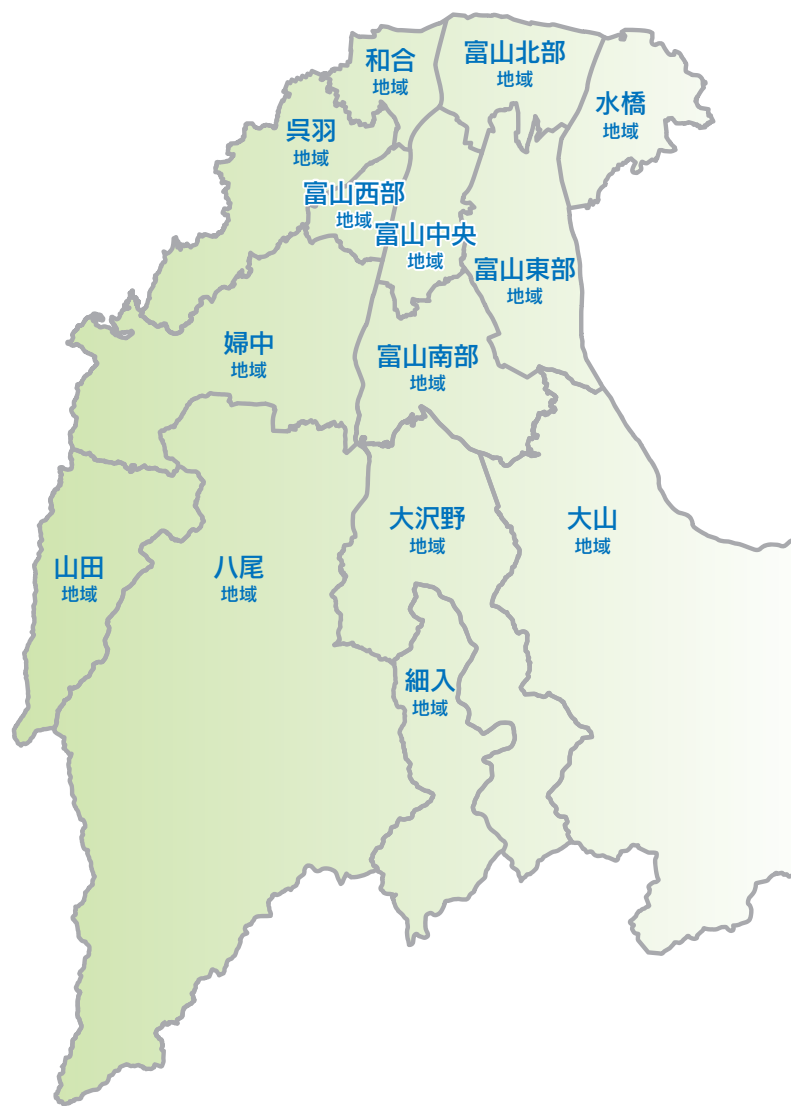 和合
地域
富山北部
地域
水橋
地域
呉羽
地域
富山西部
地域
富山中央
地域
富山東部
地域
婦中
地域
富山南部
地域
大沢野
地域
大山
地域
山田
地域
八尾
地域
細入
地域